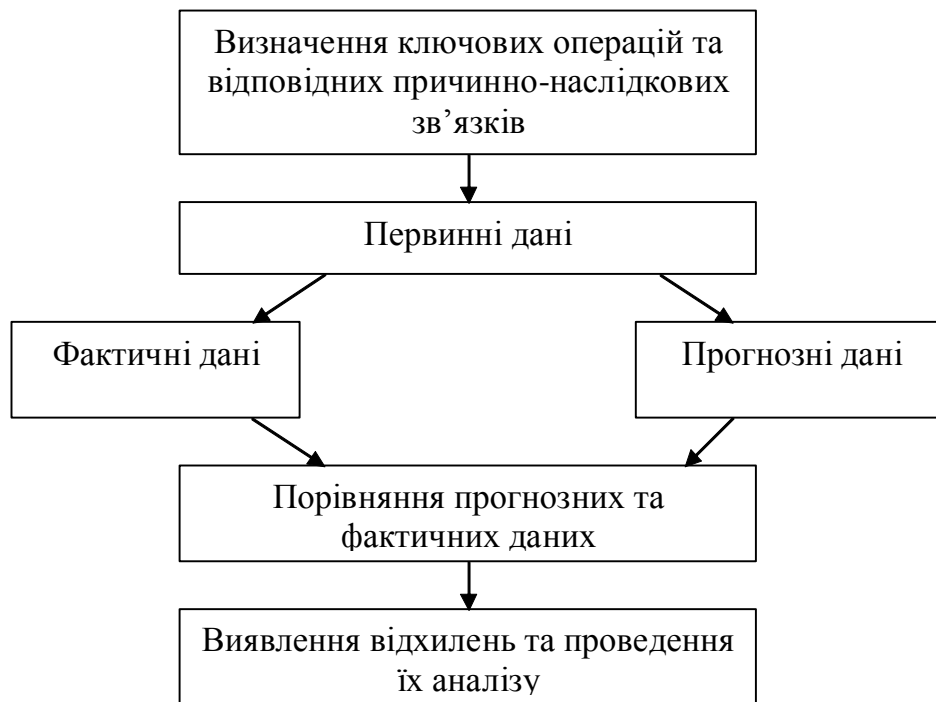 Визначення ключових операцій та
відповідних причинно-наслідкових
зв’язків
Первинні дані
Фактичні дані
Прогнозні дані
Порівняння прогнозних та
фактичних даних
Виявлення відхилень та проведення
їх аналізу